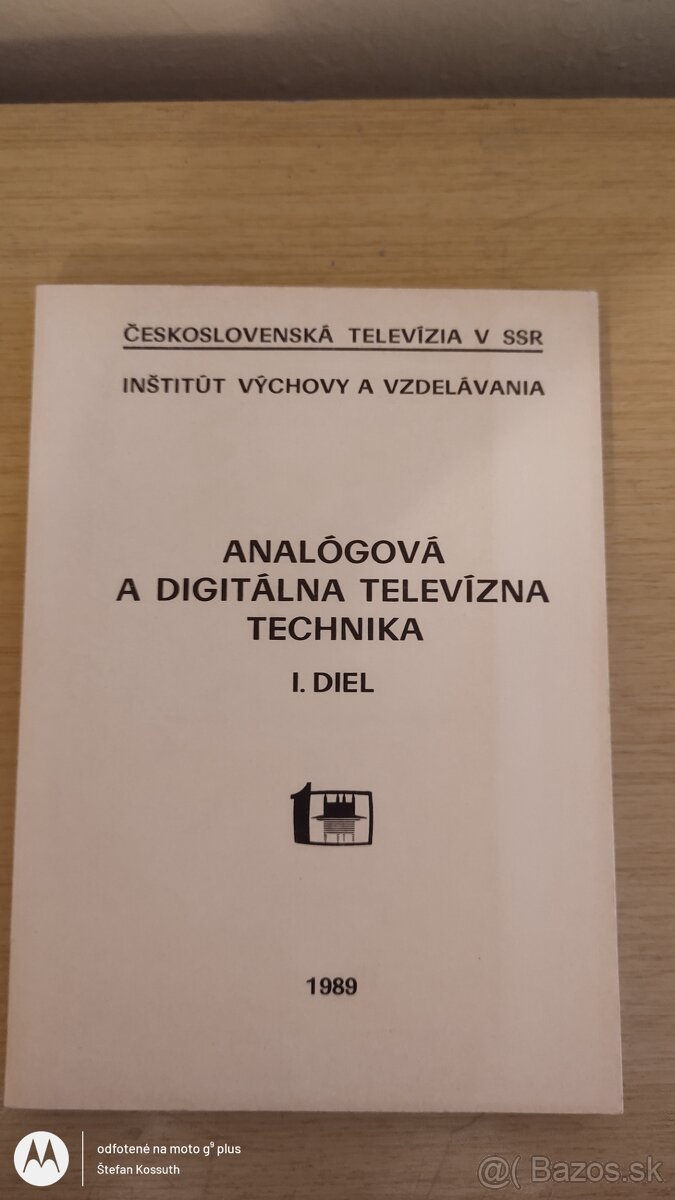 ČESKOSLOVENSKÁ TELEVÍZIA V SSR
INŠTITÚT VÝCHOVY A VZDELÁVANIA
ANALÓGOVÁ
A DIGITÁLNA TELEVÍZNA
TECHNIKA
I. DIEL
1989
odfotené na moto g⁹ plus
Štefan Kossuth
@( Bazos.sk